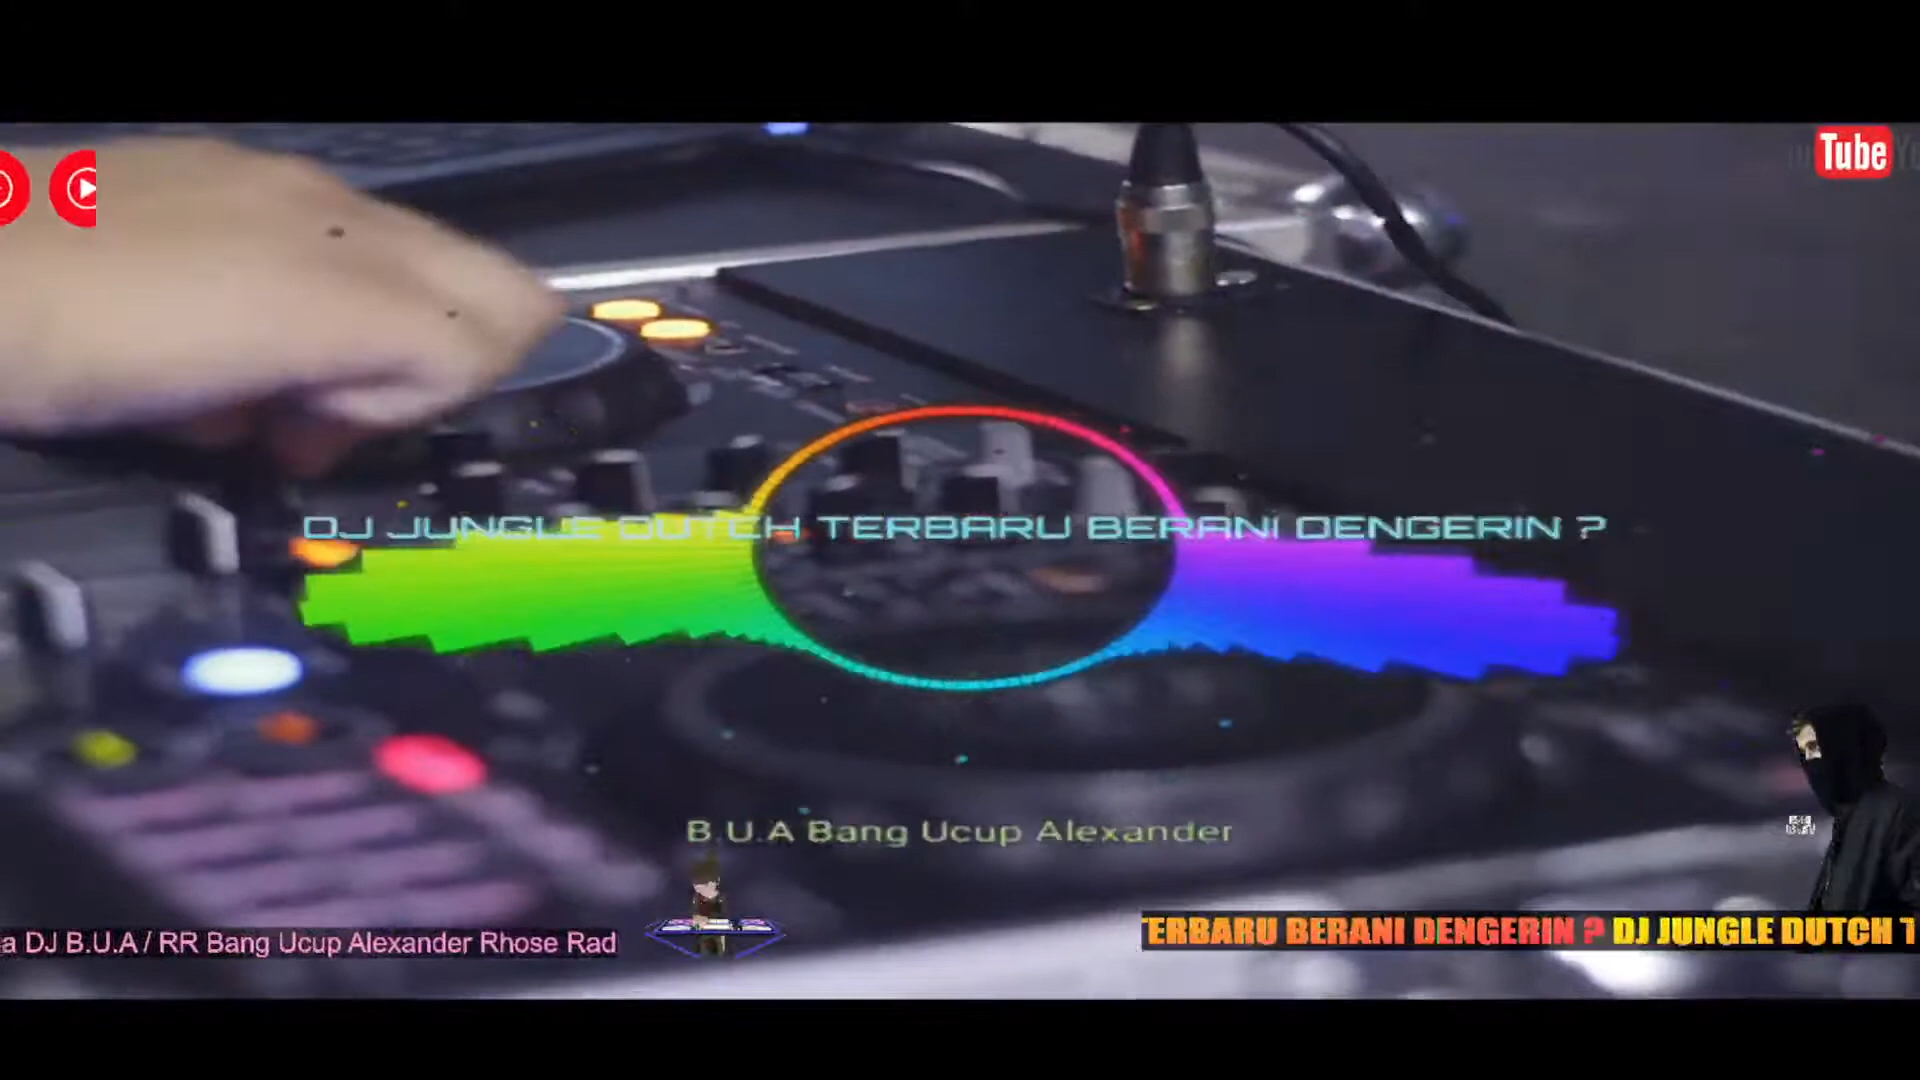 Tube
DJ JUNGLE DUTCH TERBARU BERANI DENGERIN ?
B.U.A Bang Ucup Alexander
a DJ B.U.A / RR Bang Ucup Alexander Rhose Rad
TERBARU BERANI DENGERIN ? DJ JUNGLE DUTCH T